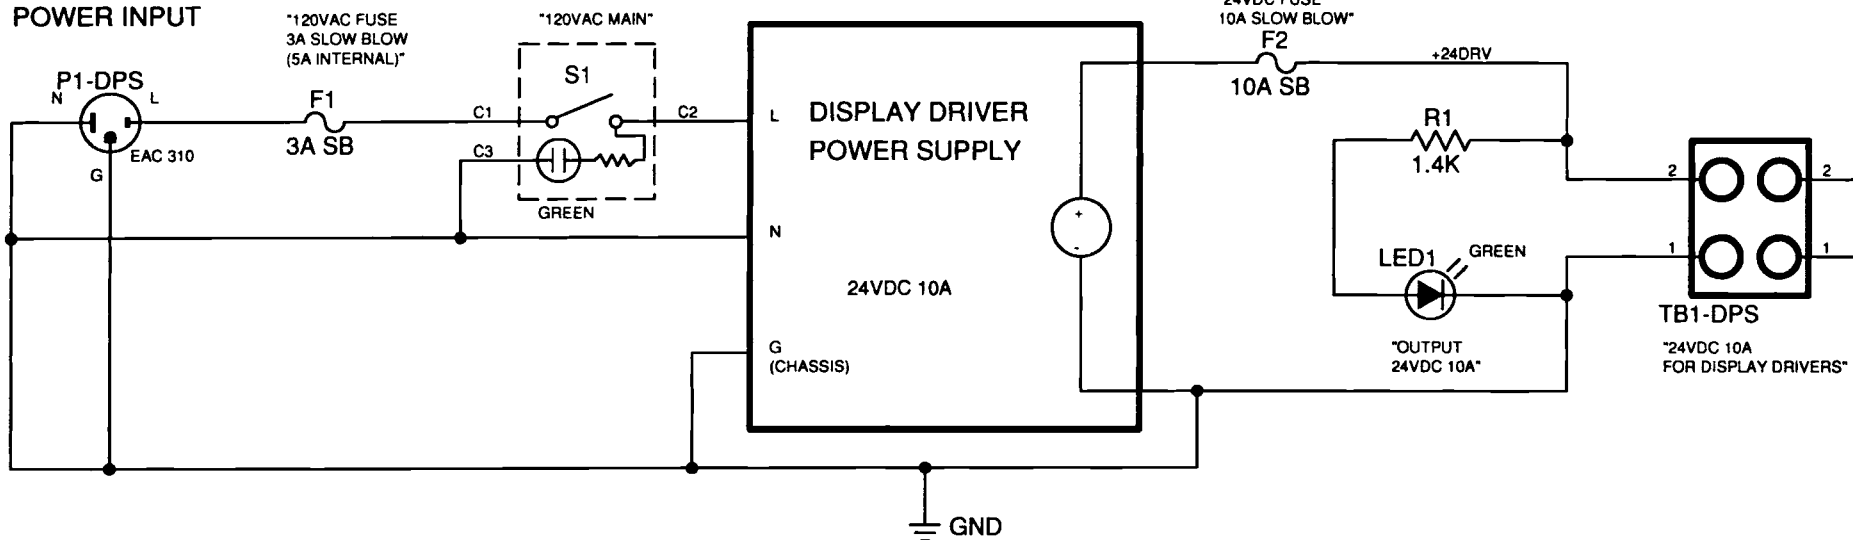 POWER INPUT
"120VAC FUSE
3A SLOW BLOW
(5A INTERNAL)"
"120VAC MAIN"
24VDC FUSE
10A SLOW BLOW"
F2
10A SB
+24DRV
P1-DPS
N
L
G
EAC 310
F1
3A SB
C1
S1
C2
C3
GREEN
L
DISPLAY DRIVER
POWER SUPPLY
N
24VDC 10A
G
(CHASSIS)
+
-
R1
1.4K
LED1
GREEN
"OUTPUT
24VDC 10A"
2
2
1
1
TB1-DPS
"24VDC 10A
FOR DISPLAY DRIVERS"
GND